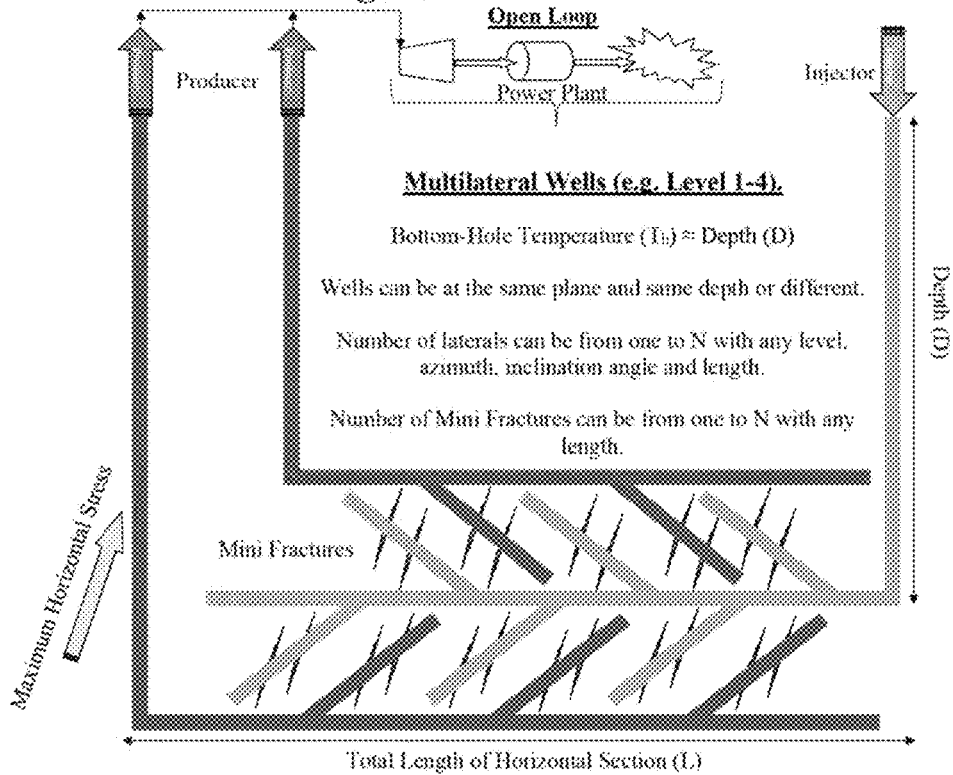 Open Loop
Producer
Injector
Power Plant
Multilateral Wells (e.g. Level 1-4).
Bottom-Hole Temperature (Th) ≈ Depth (D)
Wells can be at the same plane and same depth or different.
Number of laterals can be from one to N with any level,
azimuth, inclination angle and length.
Number of Mini Fractures can be from one to N with any
length.
Depth (D)
Maximum Horizontal Stress
Mini Fractures
Total Length of Horizontal Section (L)